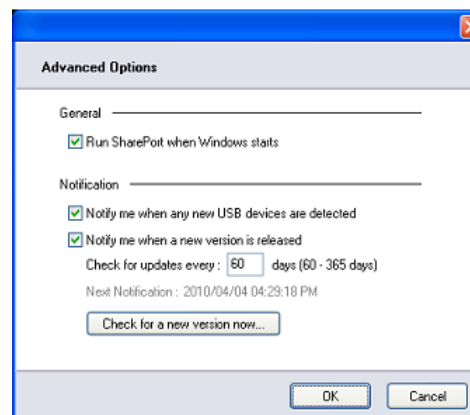 Advanced Options
General
Run SharePort when Windows starts
Notification
Notify me when any new USB devices are detected
Notify me when a new version is released
Check for updates every : 60 days (60 - 365 days)
Next Notification : 2010/04/04 04:29:18 PM
Check for a new version now...
OK Cancel